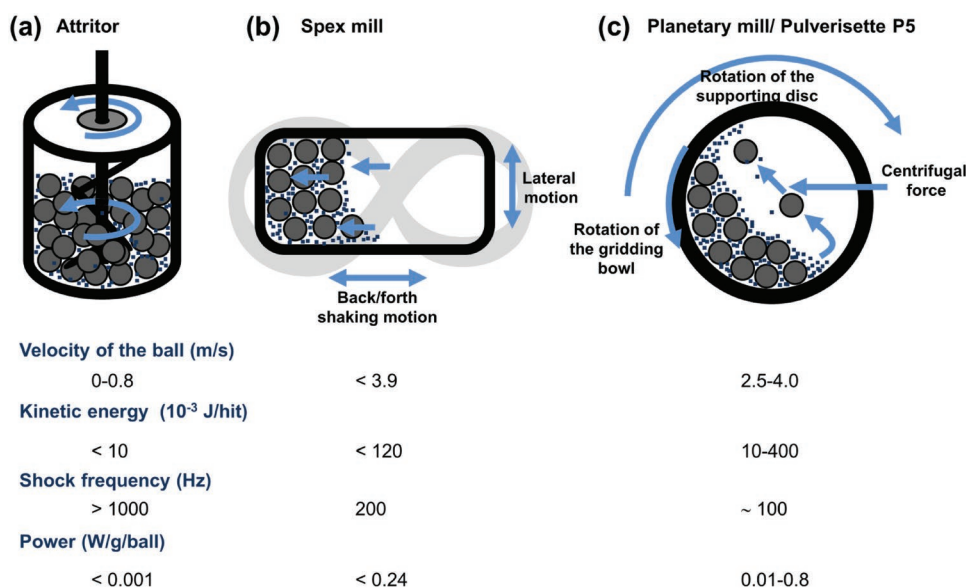 (a) Attritor
(b) Spex mill
(c) Planetary mill/ Pulverisette P5
Rotation of the
supporting disc
Lateral
motion
Back/forth
shaking motion
Centrifugal
force
Rotation of
the gridding
bowl
Velocity of the ball (m/s)
0-0.8 < 3.9 2.5-4.0
Kinetic energy (10⁻³ J/hit)
< 10 < 120 10-400
Shock frequency (Hz)
> 1000 200 ~ 100
Power (W/g/ball)
< 0.001 < 0.24 0.01-0.8